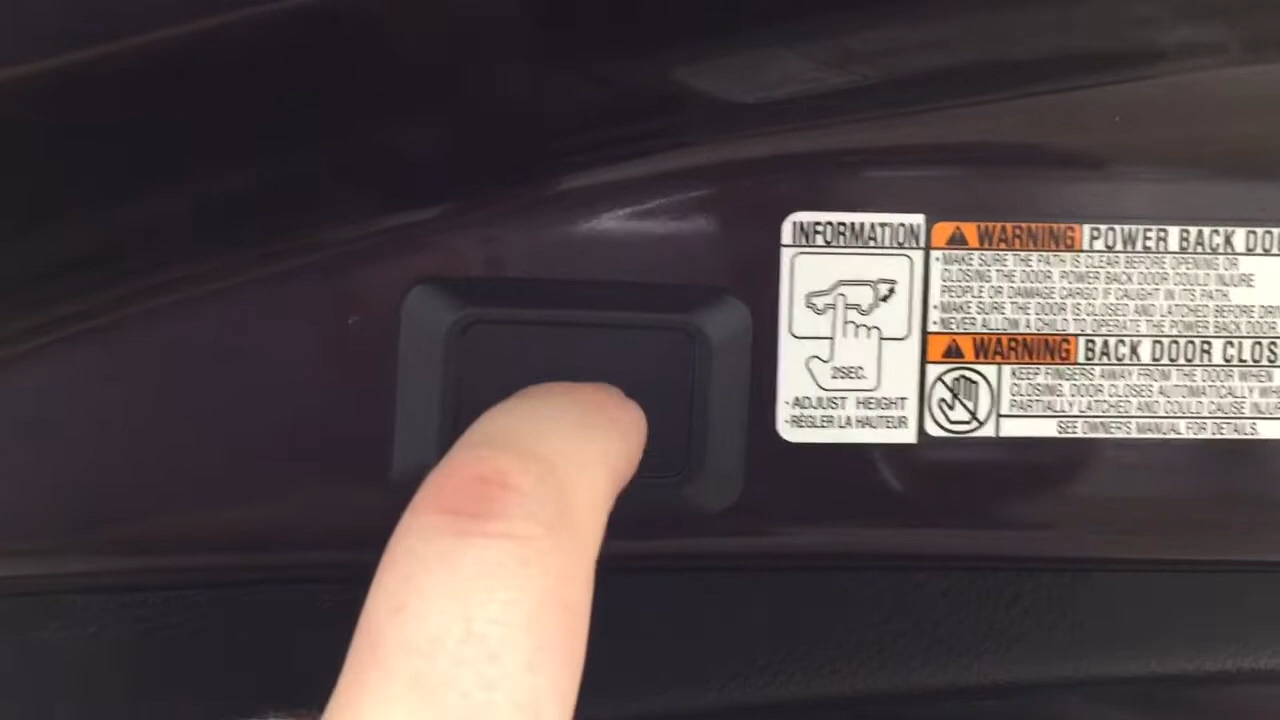 INFORMATION
2SEC.
·ADJUST HEIGHT
·RÉGLER LA HAUTEUR
WARNING POWER BACK
·MAKE SURE THE PATH IS CLEAR BEFORE OPENING OR
CLOSING THE DOOR. POWER BACK DOOR COULD INJURE
PEOPLE OR DAMAGE CARGO IF CAUGHT IN ITS PATH.
·MAKE SURE THE DOOR IS CLOSED AND LATCHED BEFORE
·NEVER ALLOW A CHILD TO OPERATE THE POWER BACK DOOR
WARNING BACK DOOR
KEEP FINGERS AWAY FROM THE DOOR WHEN
CLOSING. DOOR CLOSES AUTOMATICALLY
PARTIALLY LATCHED AND COULD CAUSE
SEE OWNER'S MANUAL FOR DETAILS.